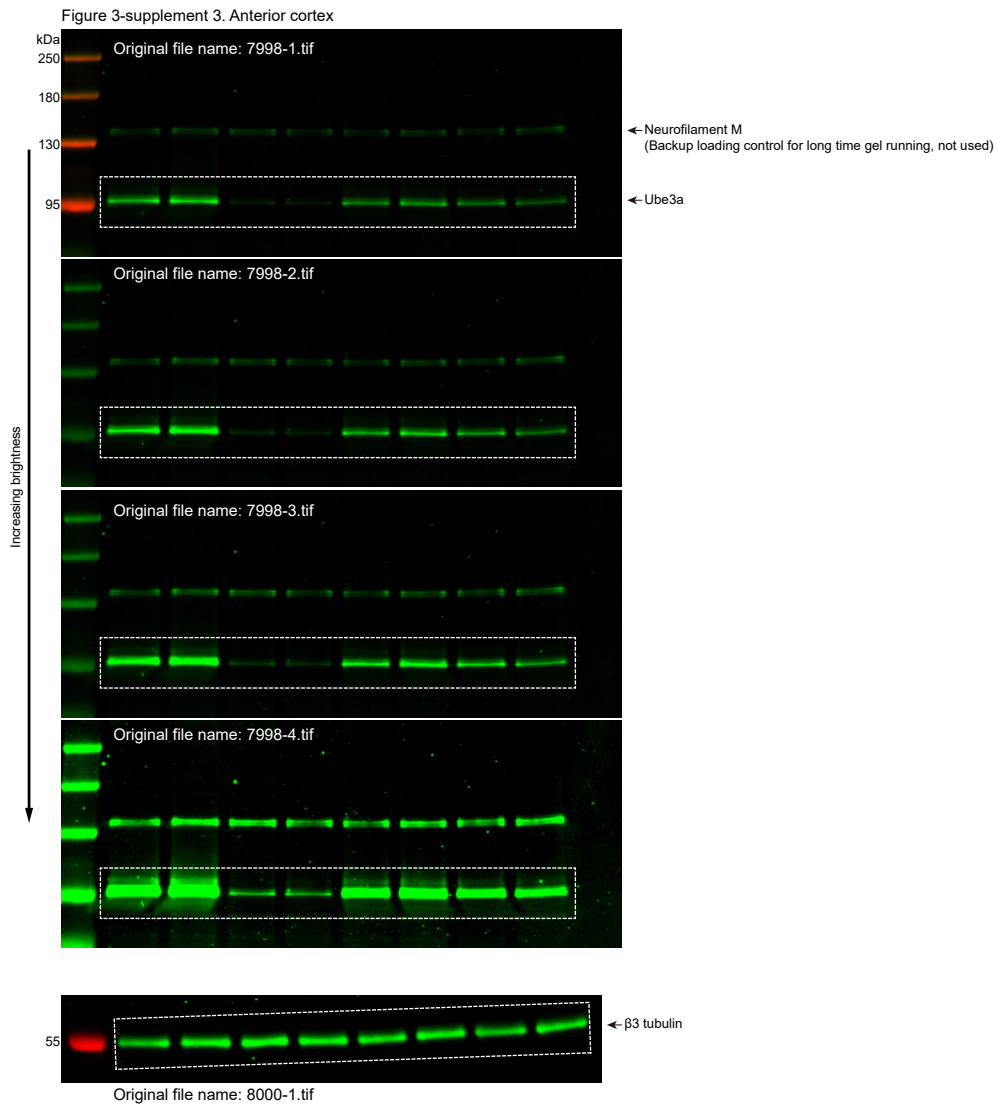 Figure 3-supplement 3. Anterior cortex
kDa
Original file name: 7998-1.tif
250
180
130
95
Neurofilament M
(Backup loading control for long time gel running, not used)
Ube3a
Original file name: 7998-2.tif
Increasing brightness
Original file name: 7998-3.tif
Original file name: 7998-4.tif
55
β3 tubulin
Original file name: 8000-1.tif